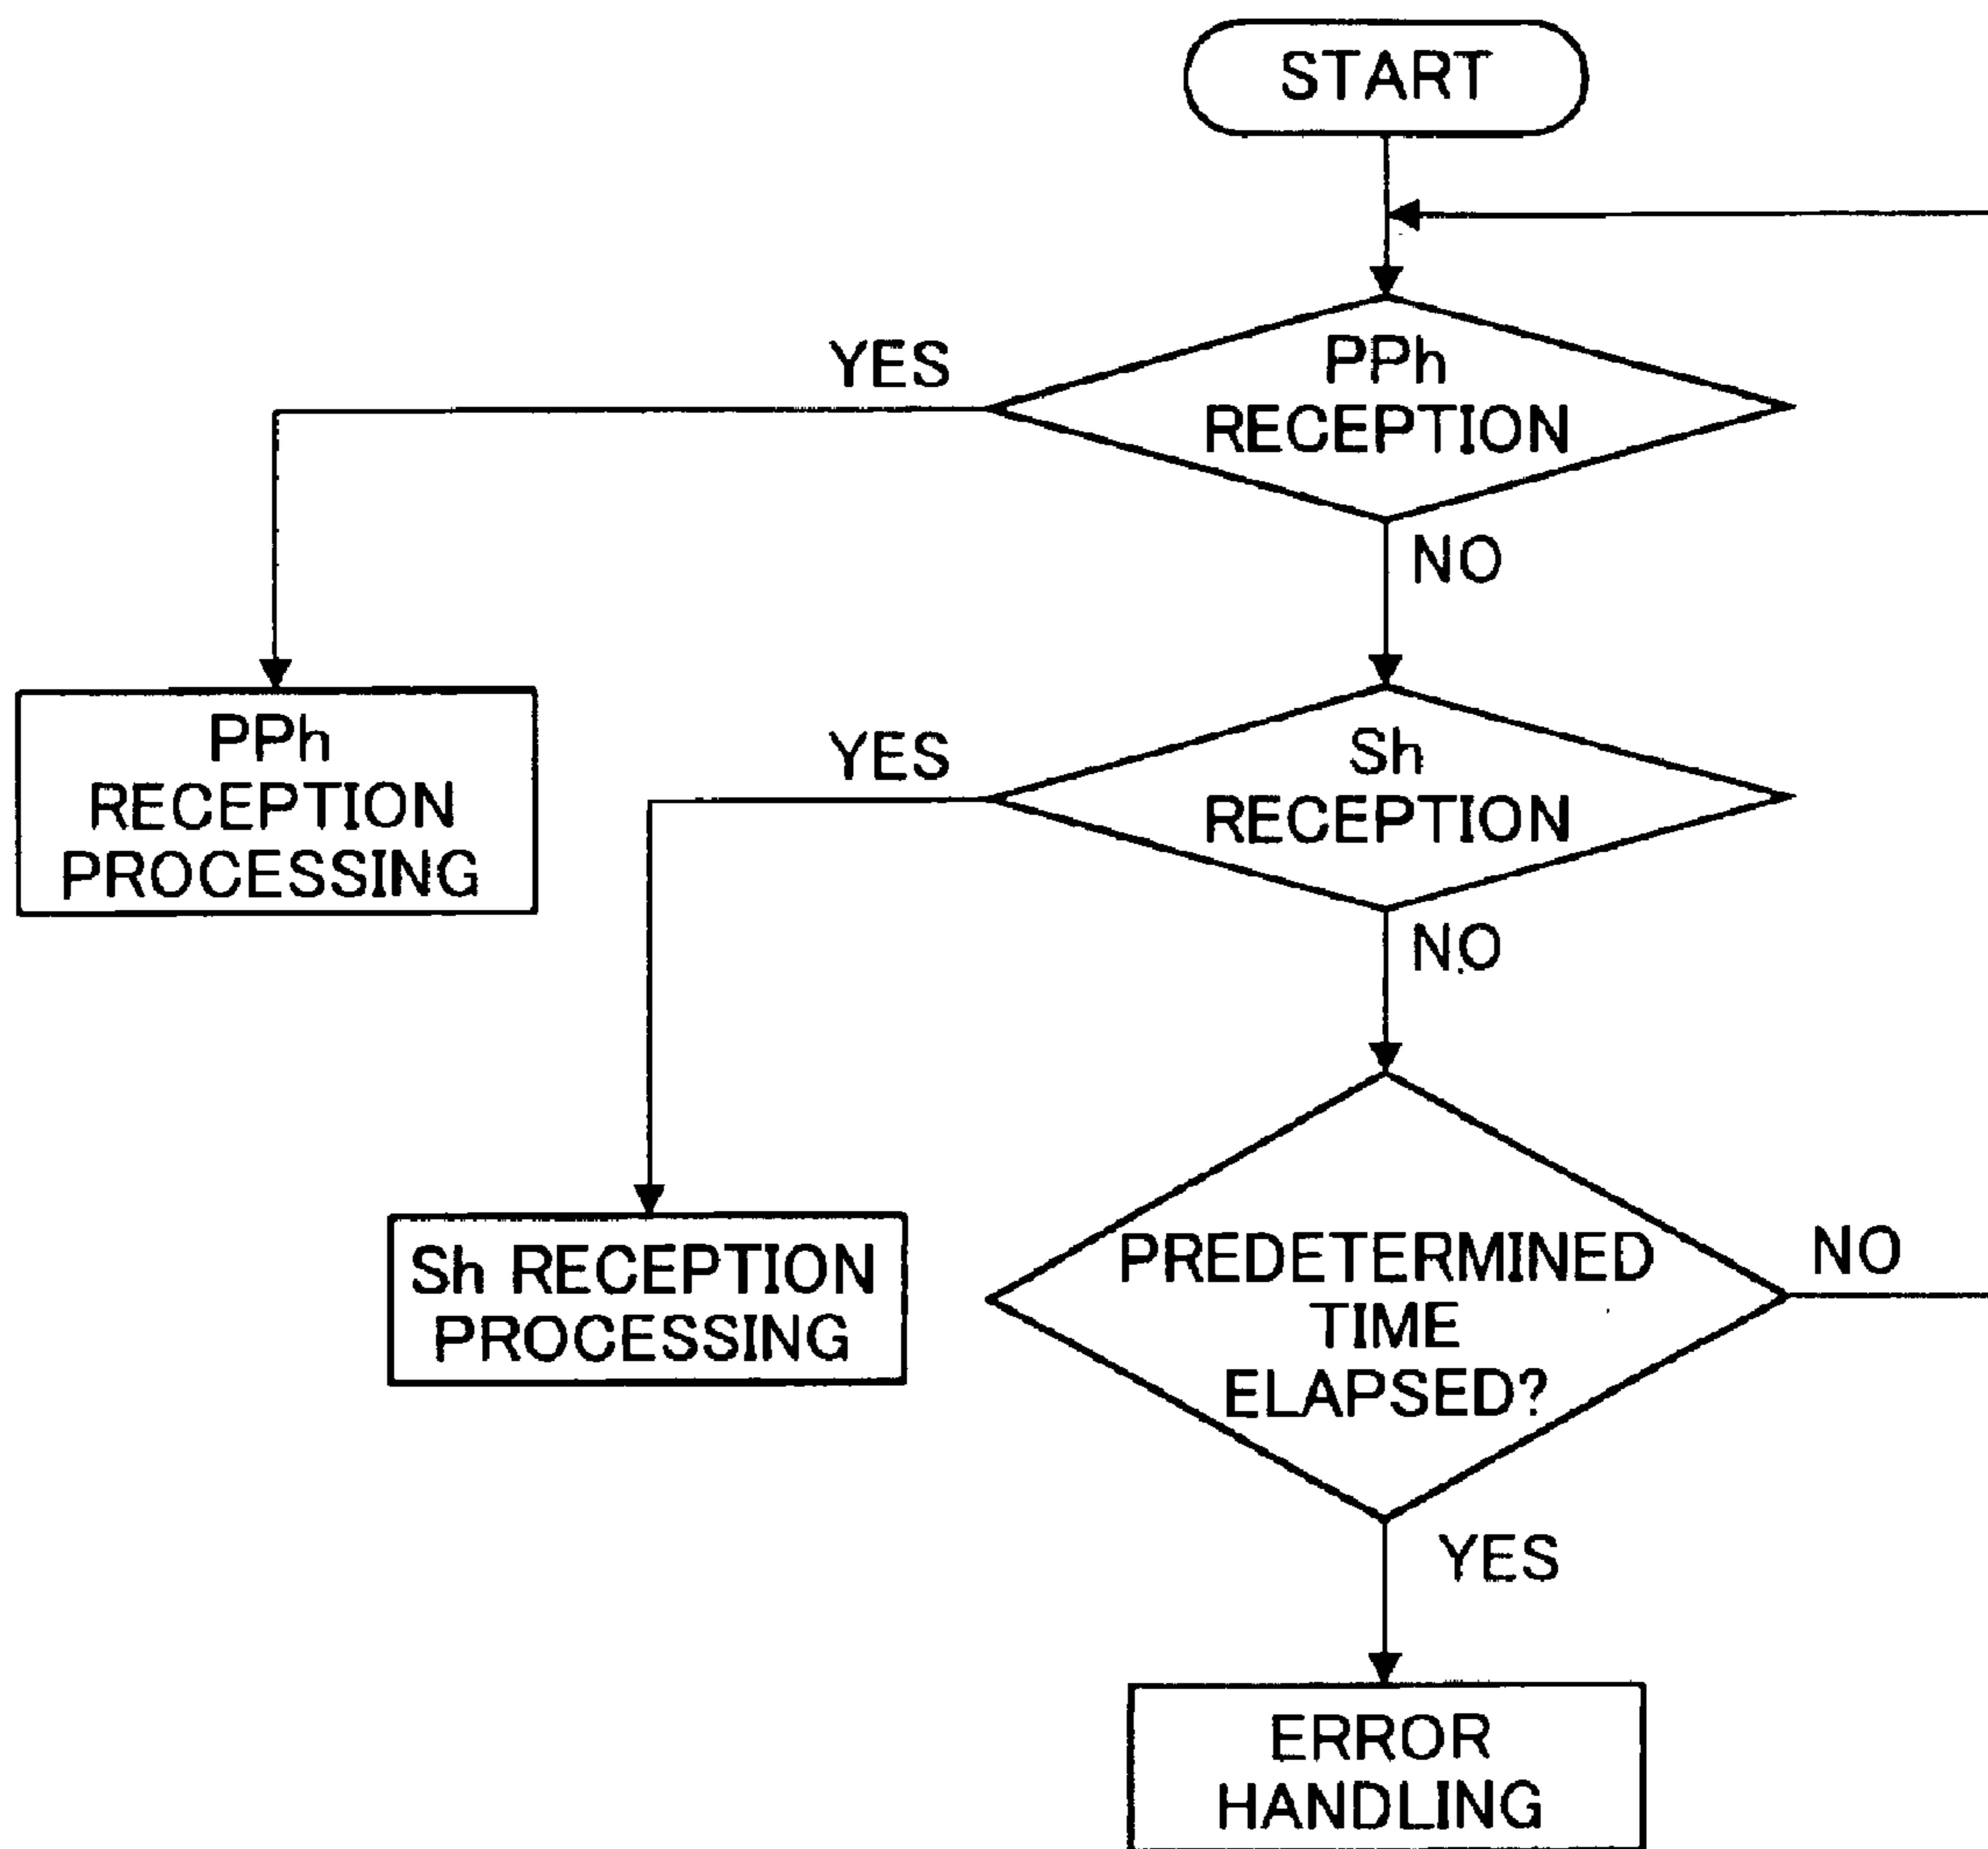 START
YES
PPh
RECEPTION
NO
PPh
RECEPTION
PROCESSING
YES
Sh
RECEPTION
NO
Sh RECEPTION
PROCESSING
PREDETERMINED
TIME
ELAPSED?
NO
YES
ERROR
HANDLING